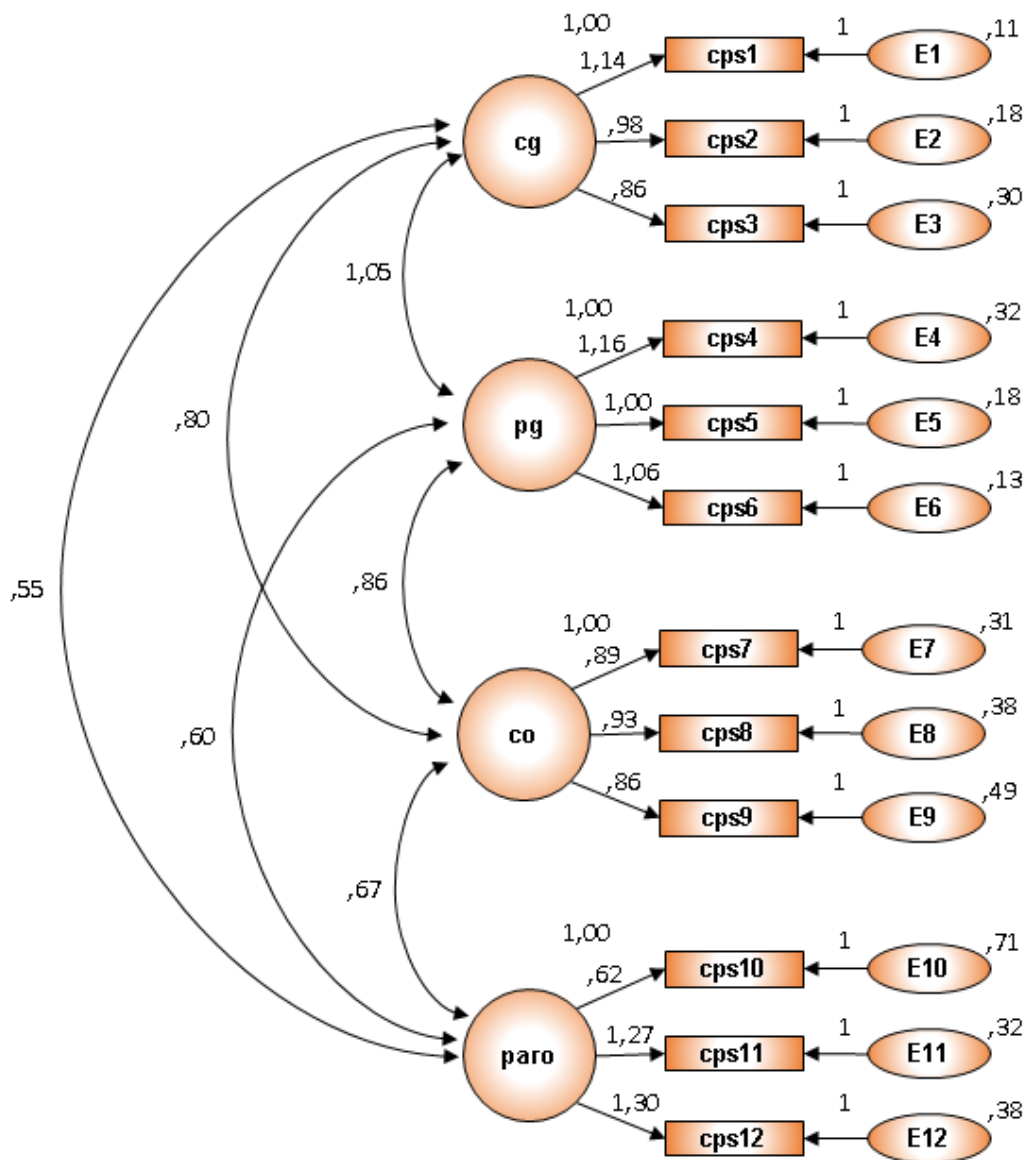 1,00 1 ,11
1,14 cps1 E1
cg ,98 cps2 1 E2 ,18
,86 cps3 1 E3 ,30
1,05
1,00 1 ,32
1,16 cps4 E4
,80 pg 1,00 cps5 1 E5 ,18
1,06 cps6 1 E6 ,13
,55 ,86
1,00 1 ,31
,89 cps7 E7
,60 co ,93 cps8 1 E8 ,38
,86 cps9 1 E9 ,49
,67
1,00 1 ,71
,62 cps10 E10
paro 1,27 cps11 1 E11 ,32
1,30 cps12 1 E12 ,38